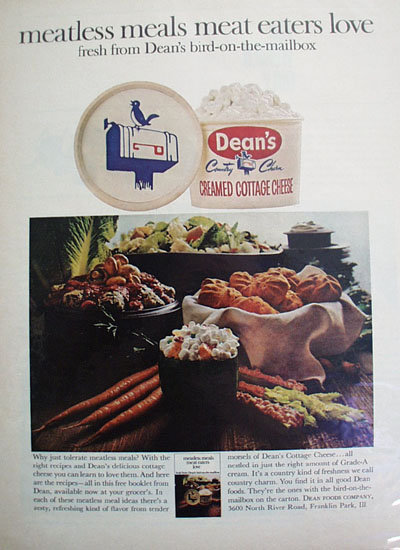 meatless meals meat eaters love
fresh from Dean's bird-on-the-mailbox
Dean's
Country Charm
CREAMED COTTAGE CHEESE
Why just tolerate meatless meals? With the
right recipes and Dean's delicious cottage
cheese you can learn to love them. And here
are the recipes—all in this free booklet from
Dean, available now at your grocer's. In
each of these meatless meal ideas there's a
zesty, refreshing kind of flavor from tender
meatless meals
meat eaters
love
morsels of Dean's Cottage Cheese...all
nestled in just the right amount of Grade-A
cream. It's a country kind of freshness we call
country charm. You find it in all good Dean
foods. They're the ones with the bird-on-the-
mailbox on the carton. DEAN FOODS COMPANY,
3600 North River Road, Franklin Park, Ill